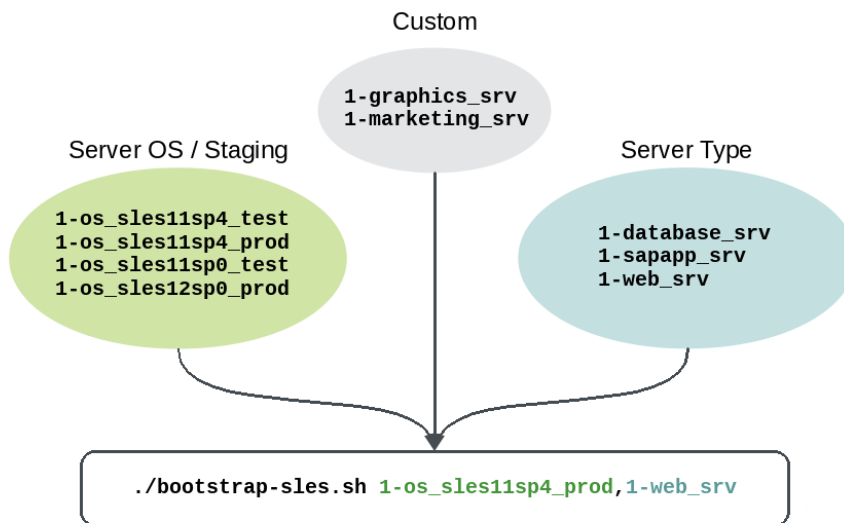 Custom
1-graphics_srv
1-marketing_srv
Server OS / Staging
1-os_sles11sp4_test
1-os_sles11sp4_prod
1-os_sles11sp0_test
1-os_sles12sp0_prod
Server Type
1-database_srv
1-sapapp_srv
1-web_srv
./bootstrap-sles.sh 1-os_sles11sp4_prod,1-web_srv